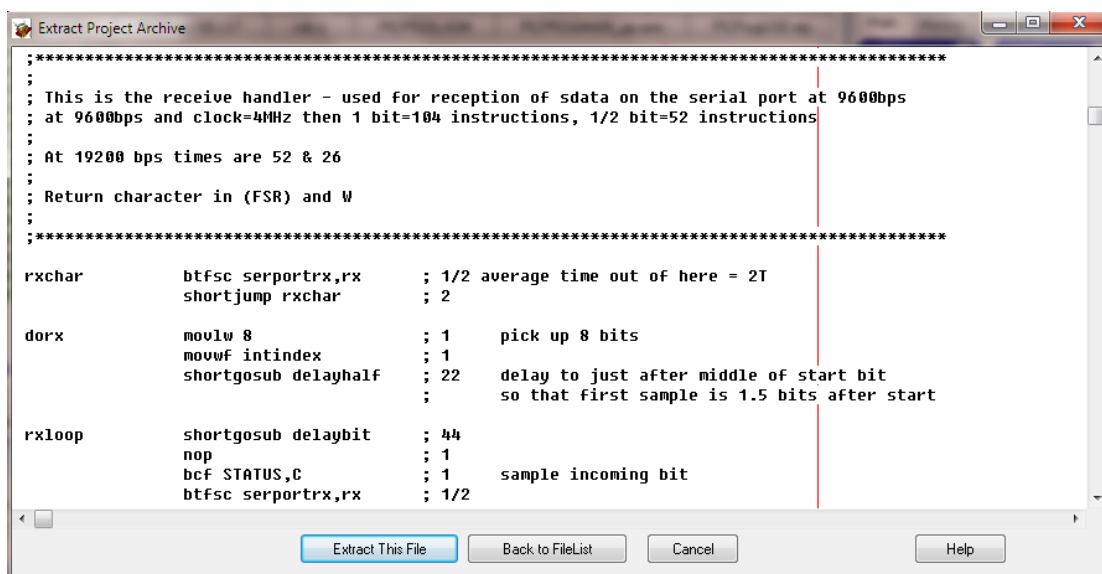 Extract Project Archive
;********************************************************************************************
;
; This is the receive handler - used for reception of sdata on the serial port at 9600bps
; at 9600bps and clock=4MHz then 1 bit=104 instructions, 1/2 bit=52 instructions
;
; At 19200 bps times are 52 & 26
;
; Return character in (FSR) and W
;
;********************************************************************************************
rxchar btfsc serportrx,rx ; 1/2 average time out of here = 2T
shortjump rxchar ; 2
dorx movlw 8 ; 1 pick up 8 bits
movwf intindex ; 1
shortgosub delayhalf ; 22 delay to just after middle of start bit
; so that first sample is 1.5 bits after start
rxloop shortgosub delaybit ; 44
nop ; 1
bcf STATUS,C ; 1 sample incoming bit
btfsc serportrx,rx ; 1/2
Extract This File Back to FileList Cancel Help